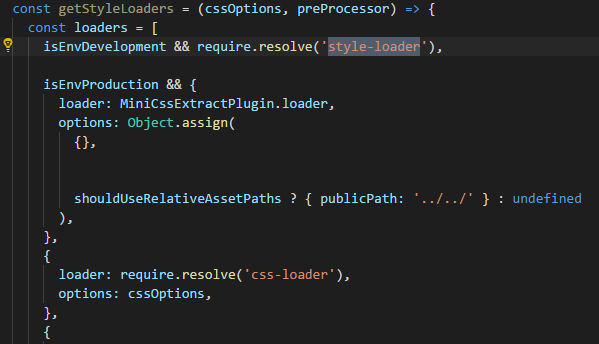 const getStyleLoaders = (cssOptions, preProcessor) => {
const loaders = [
isEnvDevelopment && require.resolve('style-loader'),
isEnvProduction && {
loader: MiniCssExtractPlugin.loader,
options: Object.assign(
{},
shouldUseRelativeAssetPaths ? { publicPath: '../../' } : undefined
),
},
{
loader: require.resolve('css-loader'),
options: cssOptions,
},
{